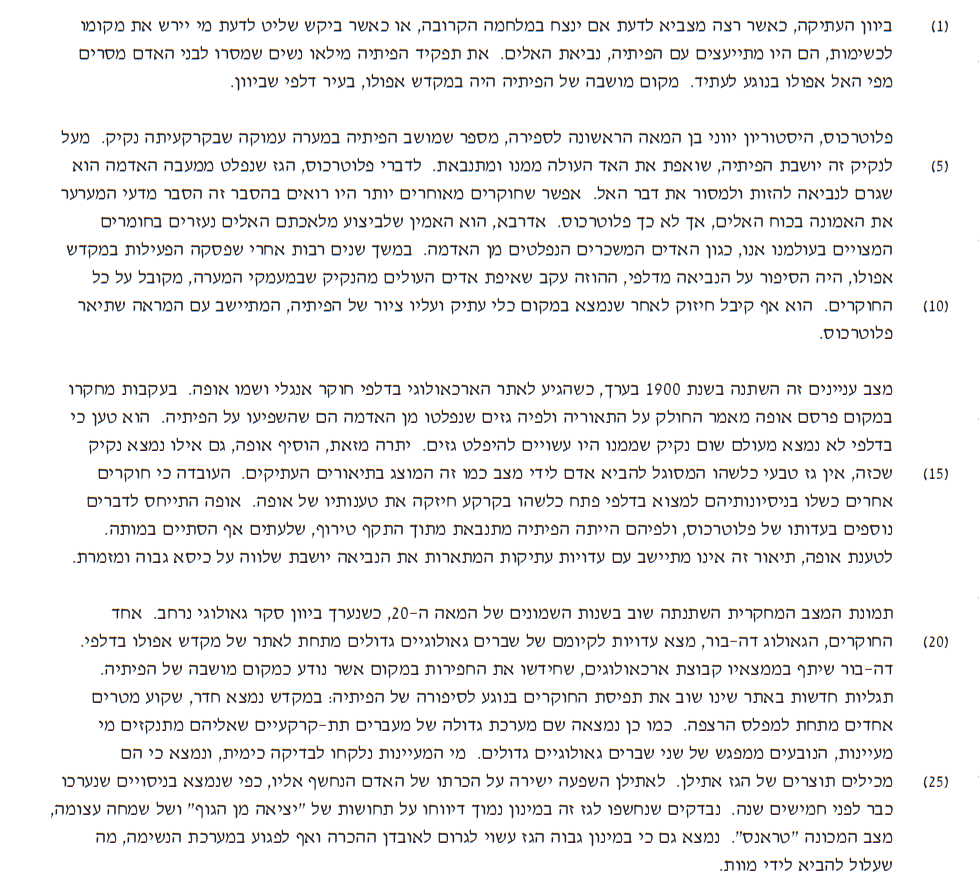 (1) ביוון העתיקה, כאשר רצה מצביא לדעת אם ינצח במלחמה הקרובה, או כאשר ביקש שליט לדעת מי יירש את מקומו
לכשימות, הם היו מתייעצים עם הפיתיה, נביאת האלים. את תפקיד הפיתיה מילאו נשים שמסרו לבני האדם מסרים
מפי האל אפולו בנוגע לעתיד. מקום מושבה של הפיתיה היה במקדש אפולו, בעיר דלפי שביוון.
פלוטרכוס, היסטוריון יווני בן המאה הראשונה לספירה, מספר שמושב הפיתיה במערה עמוקה שבקרקעיתה נקיק. מעל
(5) לנקיק זה יושבת הפיתיה, שואפת את האד העולה ממנו ומתנבאת. לדברי פלוטרכוס, הגז שנפלט ממעבה האדמה הוא
שגרם לנביאה להזות ולמסור את דבר האל. אפשר שחוקרים מאוחרים יותר היו רואים בהסבר זה הסבר מדעי המערער
את האמונה בכוח האלים, אך לא כך פלוטרכוס. אדרבא, הוא האמין שלביצוע מלאכתם האלים נעזרים בחומרים
המצויים בעולמנו אנו, כגון האדים המשכרים הנפלטים מן האדמה. במשך שנים רבות אחרי שפסקה הפעילות במקדש
אפולו, היה הסיפור על הנביאה מדלפי, ההוזה עקב שאיפת אדים העולים מהנקיק שבמעמקי המערה, מקובל על כל
(10) החוקרים. הוא אף קיבל חיזוק לאחר שנמצא במקום כלי עתיק ועליו ציור של הפיתיה, המתיישב עם המראה שתיאר
פלוטרכוס.
מצב עניינים זה השתנה בשנת 1900 בערך, כשהגיע לאתר הארכאולוגי בדלפי חוקר אנגלי ושמו אופה. בעקבות מחקרו
במקום פרסם אופה מאמר החולק על התאוריה ולפיה גזים שנפלטו מן האדמה הם שהשפיעו על הפיתיה. הוא טען כי
בדלפי לא נמצא מעולם שום נקיק שממנו היו עשויים להיפלט גזים. יתרה מזאת, הוסיף אופה, גם אילו נמצא נקיק
(15) שכזה, אין גז טבעי כלשהו המסוגל להביא אדם לידי מצב כמו זה המוצג בתיאורים העתיקים. העובדה כי חוקרים
אחרים כשלו בניסיונותיהם למצוא בדלפי פתח כלשהו בקרקע חיזקה את טענותיו של אופה. אופה התייחס לדברים
נוספים בעדותו של פלוטרכוס, ולפיהם הייתה הפיתיה מתנבאת מתוך התקף טירוף, שלעתים אף הסתיים במותה.
לטענת אופה, תיאור זה אינו מתיישב עם עדויות עתיקות המתארות את הנביאה יושבת שלווה על כיסא גבוה ומזמרת.
תמונת המצב המחקרית השתנתה שוב בשנות השמונים של המאה ה-20, כשנערך ביוון סקר גאולוגי נרחב. אחד
(20) החוקרים, הגאולוג דה-בור, מצא עדויות לקיומם של שברים גאולוגיים גדולים מתחת לאתר של מקדש אפולו בדלפי.
דה-בור שיתף בממצאיו קבוצת ארכאולוגים, שחידשו את החפירות במקום אשר נודע כמקום מושבה של הפיתיה.
תגליות חדשות באתר שינו שוב את תפיסת החוקרים בנוגע לסיפורה של הפיתיה: במקדש נמצא חדר, שקוע מטרים
אחדים מתחת למפלס הרצפה. כמו כן נמצאה שם מערכת גדולה של מעברים תת-קרקעיים שאליהם מתנקזים מי
מעיינות, הנובעים ממפגש של שני שברים גאולוגיים גדולים. מי המעיינות נלקחו לבדיקה כימית, ונמצא כי הם
(25) מכילים תוצרים של הגז אתילן. לאתילן השפעה ישירה על הכרתו של האדם הנחשף אליו, כפי שנמצא בניסויים שנערכו
כבר לפני חמישים שנה. נבדקים שנחשפו לגז זה במינון נמוך דיווחו על תחושות של "יציאה מן הגוף" ושל שמחה עצומה,
מצב המכונה "טראנס". נמצא גם כי במינון גבוה הגז עשוי לגרום לאובדן ההכרה ואף לפגוע במערכת הנשימה, מה
שעלול להביא לידי מוות.